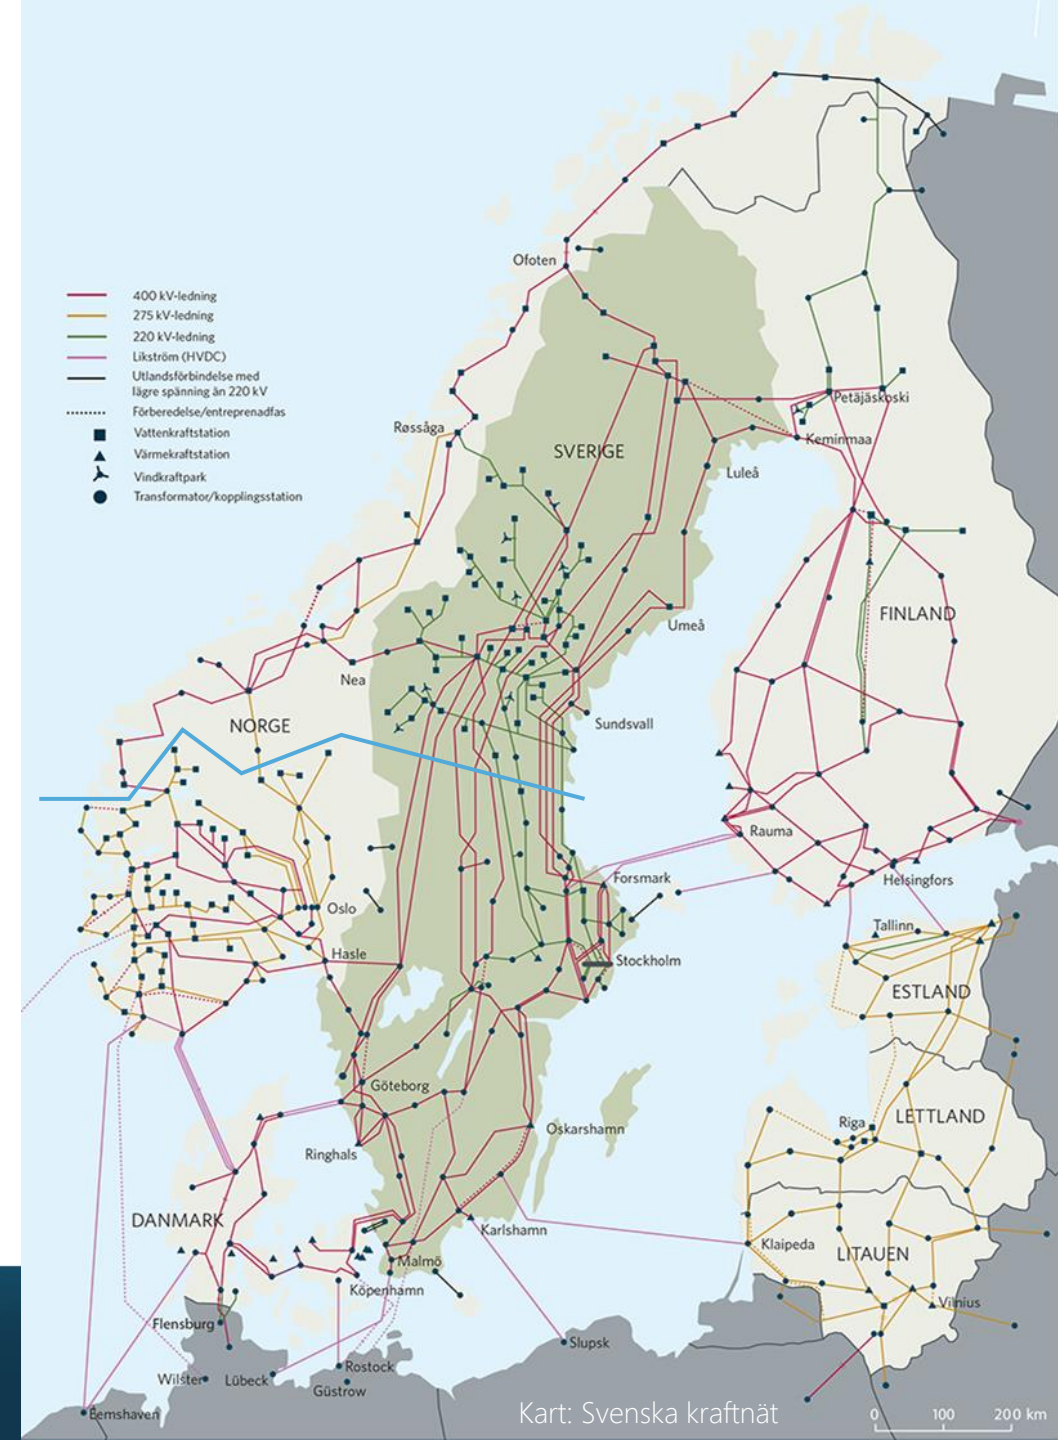 Ofoten
400 kV-ledning
275 kV-ledning
220 kV-ledning
Likström (HVDC)
Utlandsförbindelse med
lägre spänning än 220 kV
Förberedelse/entreprenadfas
Vattenkraftstation
Värmekraftstation
Vindkraftpark
Transformator/kopplingsstation
Petäjäskoski
Røssåga
Keminmaa
SVERIGE
Luleå
FINLAND
Umeå
Nea
NORGE
Sundsvall
Rauma
Forsmark
Helsingfors
Oslo
Tallinn
Hasle
Stockholm
ESTLAND
Göteborg
LETTLAND
Riga
Oskarshamn
Ringhals
DANMARK
Karlshamn
Klaipeda
LITAUEN
Malmö
Köpenhamn
Vilnius
Flensburg
Slupsk
Rostock
Wilster
Lübeck
Güstrow
Eemshaven
Kart: Svenska kraftnät
0 100 200 km